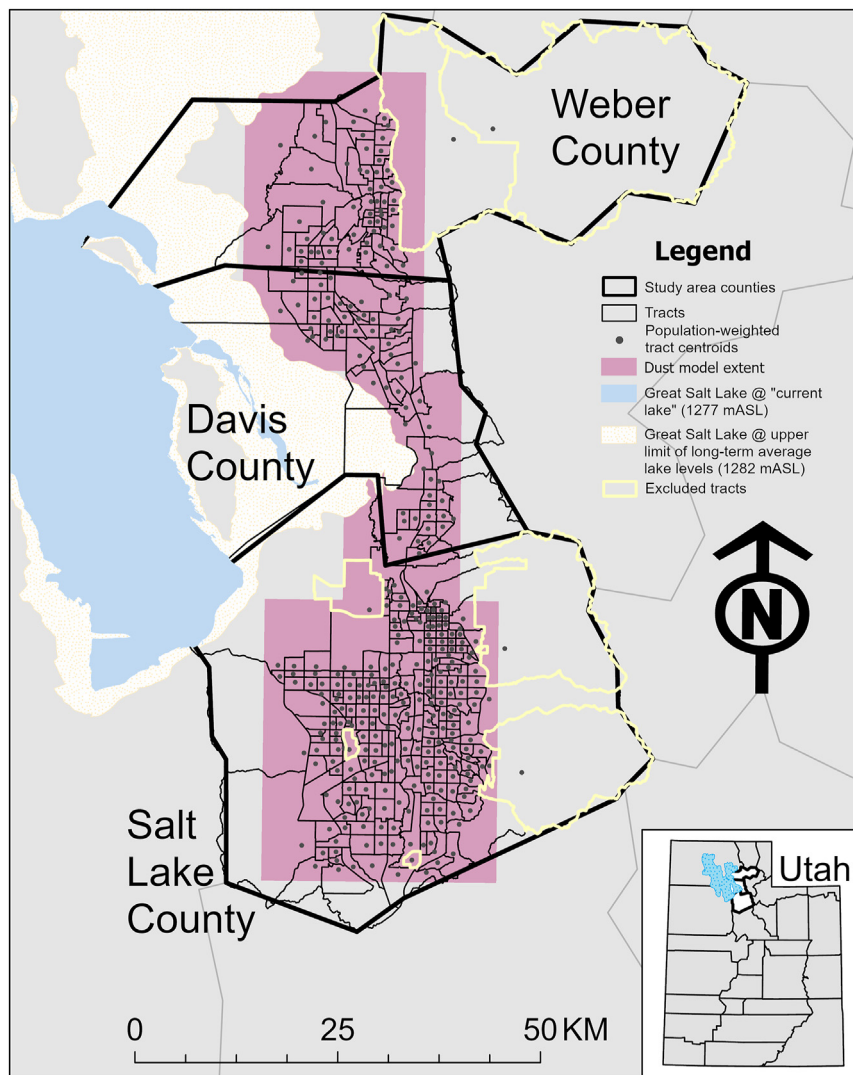 Weber
County
Legend
Study area counties
Tracts
Population-weighted
tract centroids
Dust model extent
Great Salt Lake @ "current
lake" (1277 mASL)
Great Salt Lake @ upper
limit of long-term average
lake levels (1282 mASL)
Excluded tracts
Davis
County
N
Salt
Lake
County
Utah
0 25 50 KM